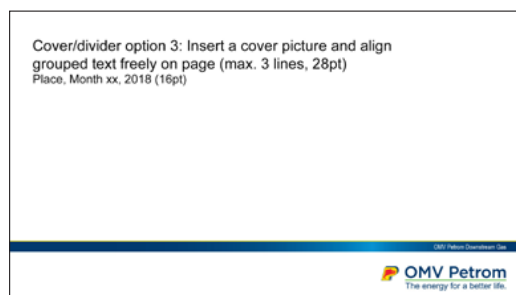 Cover/divider option 3: Insert a cover picture and align
grouped text freely on page (max. 3 lines, 28pt)
Place, Month xx, 2018 (16pt)
OMV Petrom Downstream Gas
OMV Petrom
The energy for a better life.